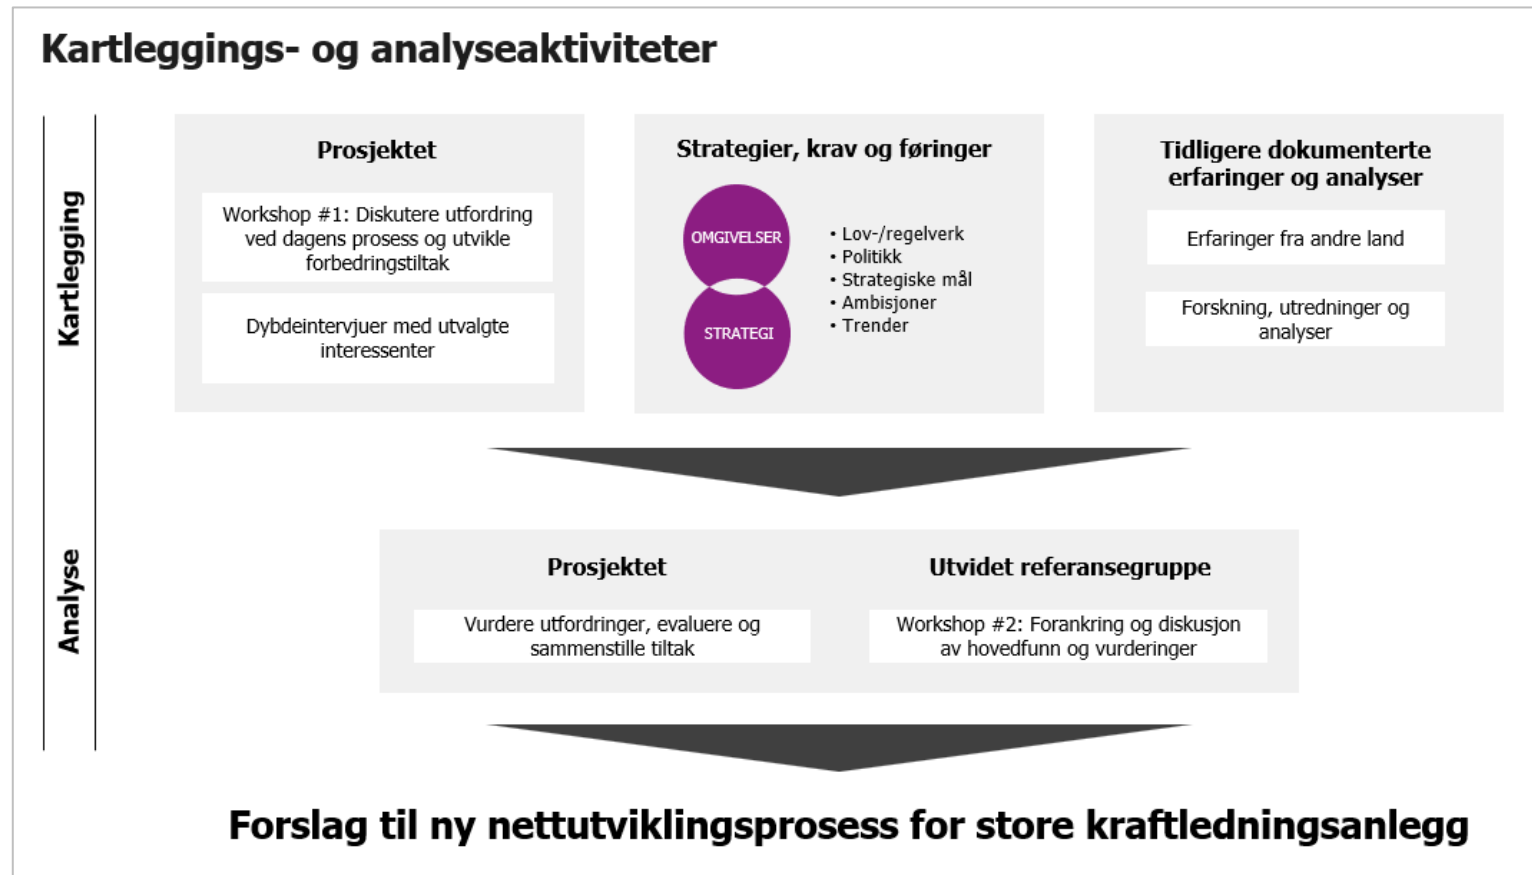 Kartleggings- og analyseaktiviteter
Kartlegging
Prosjektet
Workshop #1: Diskutere utfordring
ved dagens prosess og utvikle
forbedringstiltak
Dybdeintervjuer med utvalgte
interessenter
Strategier, krav og føringer
OMGIVELSER
STRATEGI
• Lov-/regelverk
• Politikk
• Strategiske mål
• Ambisjoner
• Trender
Tidligere dokumenterte
erfaringer og analyser
Erfaringer fra andre land
Forskning, utredninger og
analyser
Analyse
Prosjektet
Vurdere utfordringer, evaluere og
sammenstille tiltak
Utvidet referansegruppe
Workshop #2: Forankring og diskusjon
av hovedfunn og vurderinger
Forslag til ny nettutviklingsprosess for store kraftledningsanlegg